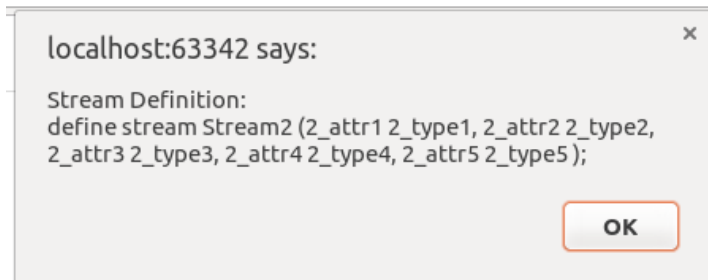 localhost:63342 says:
×
Stream Definition:
define stream Stream2 (2_attr1 2_type1, 2_attr2 2_type2,
2_attr3 2_type3, 2_attr4 2_type4, 2_attr5 2_type5 );
OK